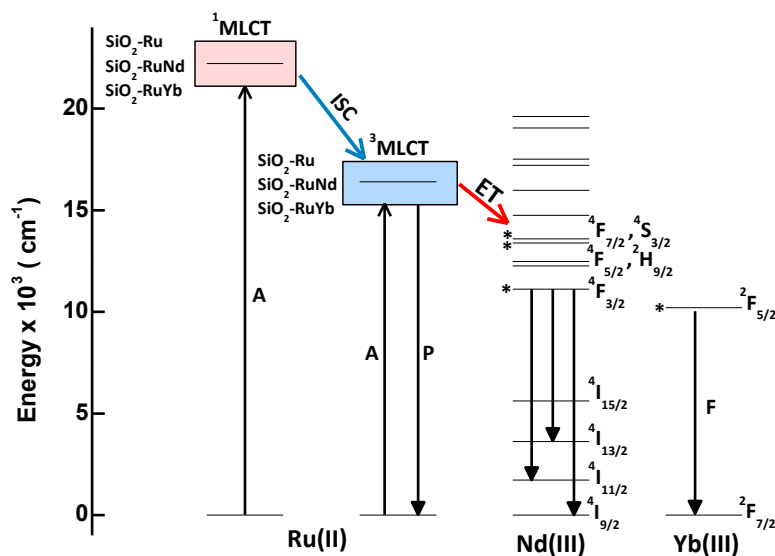 ¹MLCT
SiO₂-Ru
SiO₂-RuNd
SiO₂-RuYb
ISC
³MLCT
SiO₂-Ru
SiO₂-RuNd
SiO₂-RuYb
ET
20
15
10
5
0
Energy x 10³ ( cm⁻¹)
A
A
P
F
*
*
*
*
⁴F₇/₂, ⁴S₃/₂
⁴F₅/₂, ²H₉/₂
⁴F₃/₂
²F₅/₂
⁴I₁₅/₂
⁴I₁₃/₂
⁴I₁₁/₂
⁴I₉/₂
²F₇/₂
Ru(II)
Nd(III)
Yb(III)